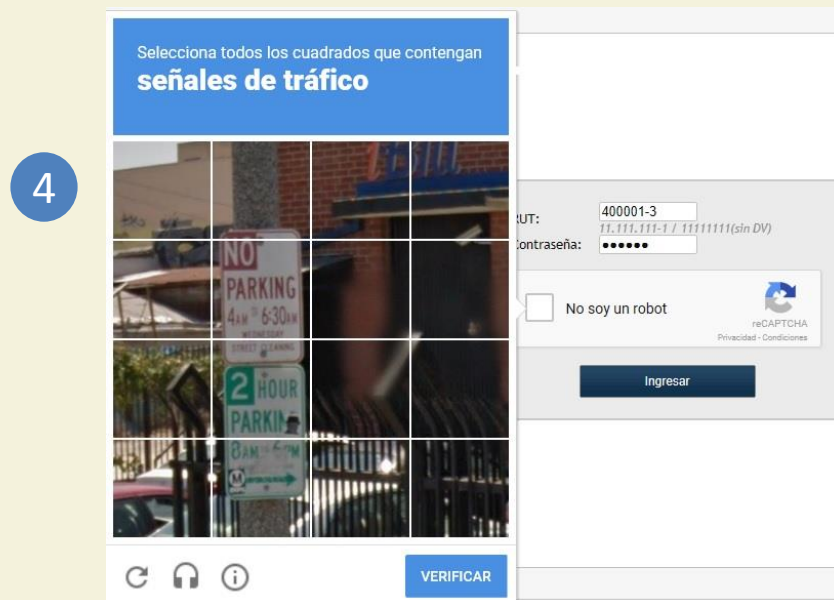 4
Selecciona todos los cuadrados que contengan
señales de tráfico
NO
PARKING
4AM TO 6:30AM
WEDNESDAY
STREET CLEANING
2 HOUR
PARKING
8AM TO 6PM
M
VERIFICAR
RUT:
400001-3
11.111.111-1 / 11111111(sin DV)
Contraseña:
●●●●●●
No soy un robot
reCAPTCHA
Privacidad - Condiciones
Ingresar